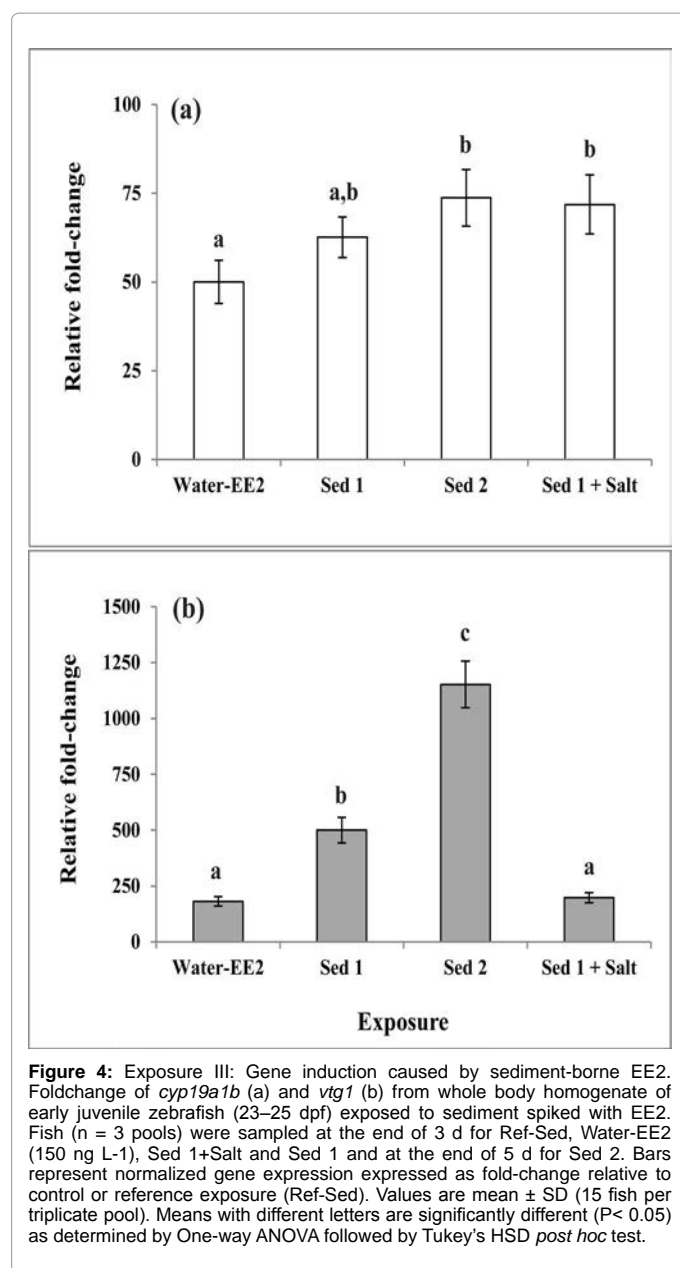 (a)
Relative fold-change
100
75
50
25
0
a
a,b
b
b
Water-EE2 Sed 1 Sed 2 Sed 1 + Salt
(b)
Relative fold-change
1500
1250
1000
750
500
250
0
a
b
c
a
Water-EE2 Sed 1 Sed 2 Sed 1 + Salt
Exposure
Figure 4: Exposure III: Gene induction caused by sediment-borne EE2.
Foldchange of cyp19a1b (a) and vtg1 (b) from whole body homogenate of
early juvenile zebrafish (23–25 dpf) exposed to sediment spiked with EE2.
Fish (n = 3 pools) were sampled at the end of 3 d for Ref-Sed, Water-EE2
(150 ng L-1), Sed 1+Salt and Sed 1 and at the end of 5 d for Sed 2. Bars
represent normalized gene expression expressed as fold-change relative to
control or reference exposure (Ref-Sed). Values are mean ± SD (15 fish per
triplicate pool). Means with different letters are significantly different (P< 0.05)
as determined by One-way ANOVA followed by Tukey's HSD post hoc test.